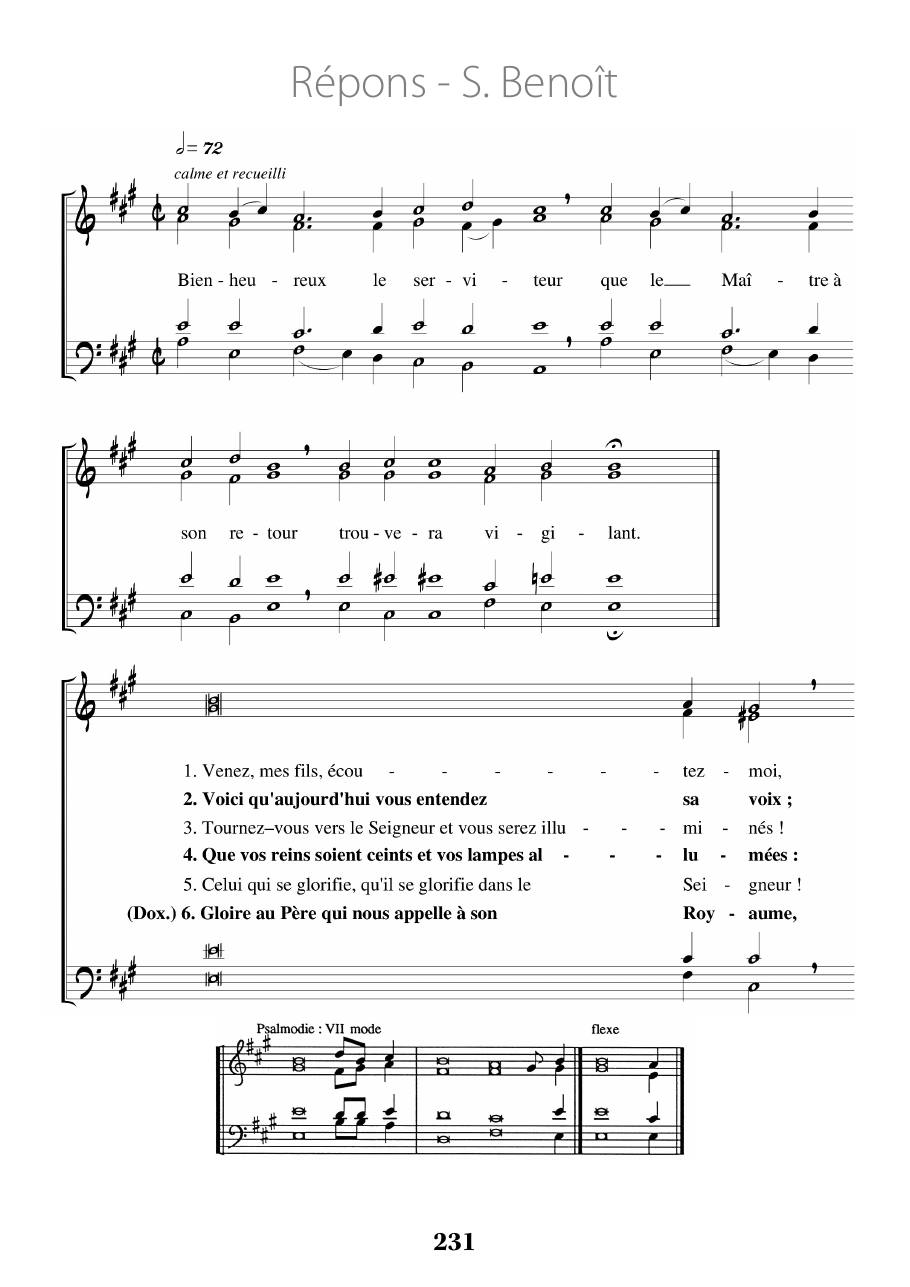 Répons - S. Benoît
= 72
calme et recueilli
Bien - heu - reux le ser - vi - teur que le Maî - tre à
son re - tour trou - ve - ra vi - gi - lant.
1. Venez, mes fils, écou - - - - - - - tez - moi,
2. Voici qu'aujourd'hui vous entendez sa voix ;
3. Tournez–vous vers le Seigneur et vous serez illu - - - mi - nés !
4. Que vos reins soient ceints et vos lampes al - - - lu - mées :
5. Celui qui se glorifie, qu'il se glorifie dans le Sei - gneur !
(Dox.) 6. Gloire au Père qui nous appelle à son Roy - aume,
Psalmodie : VII mode flexe
231